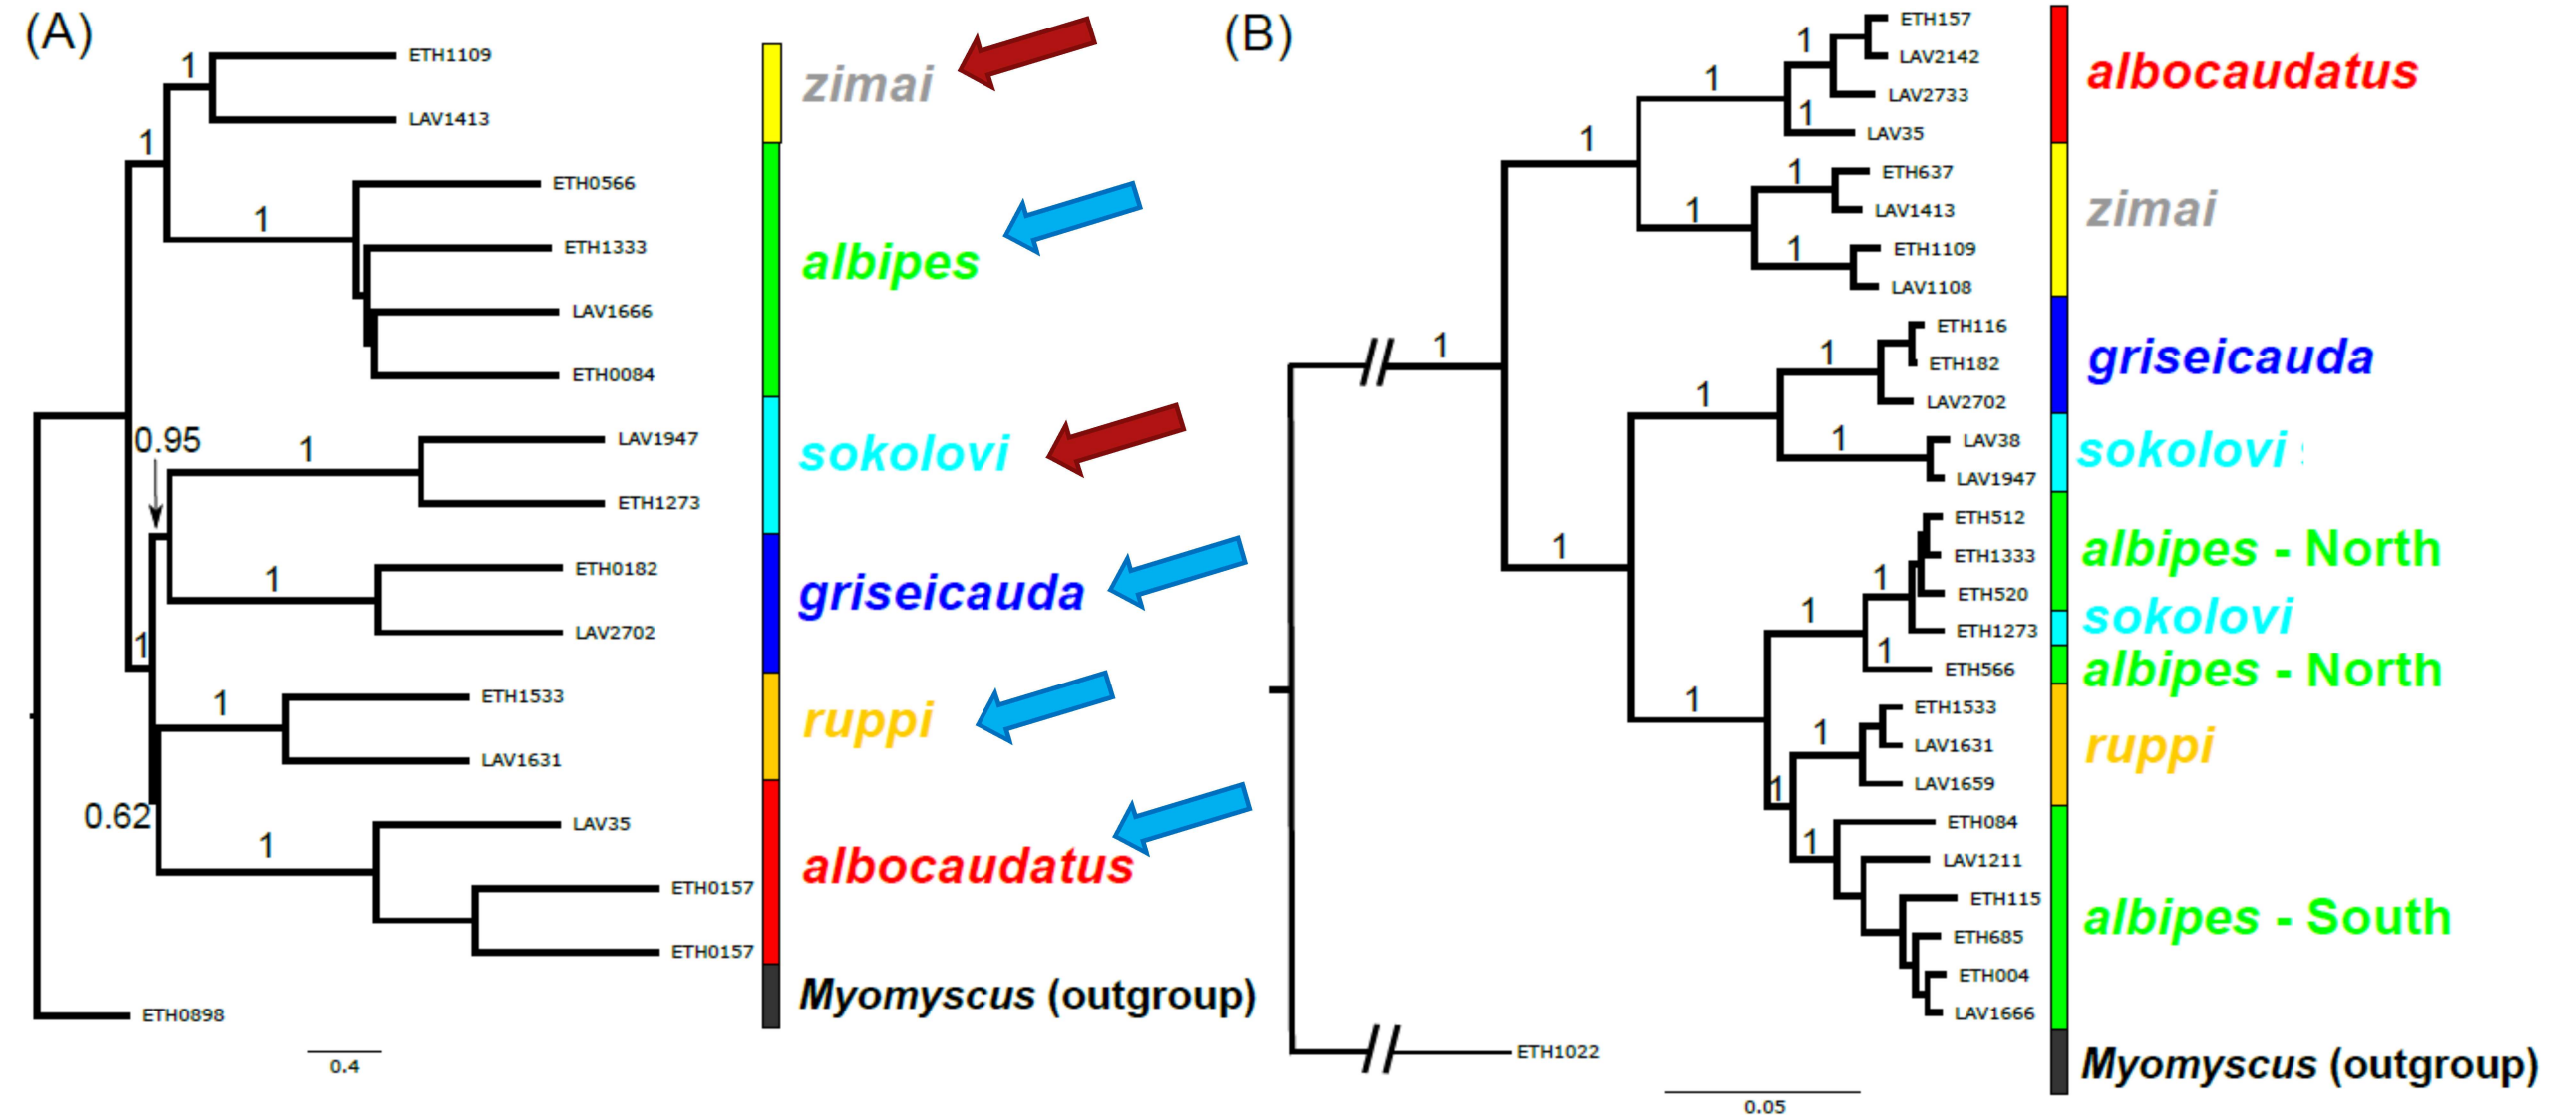 (A)
1
ETH1109
LAV1413
zimai
1
ETH0566
1
ETH1333
albipes
LAV1666
ETH0084
0.95
1
LAV1947
sokolovi
ETH1273
1
ETH0182
griseicauda
LAV2702
1
1
ETH1533
ruppi
LAV1631
0.62
1
LAV35
albocaudatus
ETH0157
ETH0157
Myomyscus (outgroup)
ETH0898
0.4
(B)
ETH157
1
LAV2142
albocaudatus
1
LAV2733
1
LAV35
1
1
ETH637
1
LAV1413
zimai
1
ETH1109
LAV1108
1
ETH116
1
ETH182
griseicauda
1
LAV2702
1
LAV38
sokolovi
LAV1947
ETH512
1
ETH1333
albipes - North
1
ETH520
1
ETH1273
sokolovi
1
ETH566
albipes - North
1
ETH1533
1
LAV1631
ruppi
1
LAV1659
ETH084
1
LAV1211
ETH115
albipes - South
ETH685
ETH004
LAV1666
ETH1022
Myomyscus (outgroup)
0.05